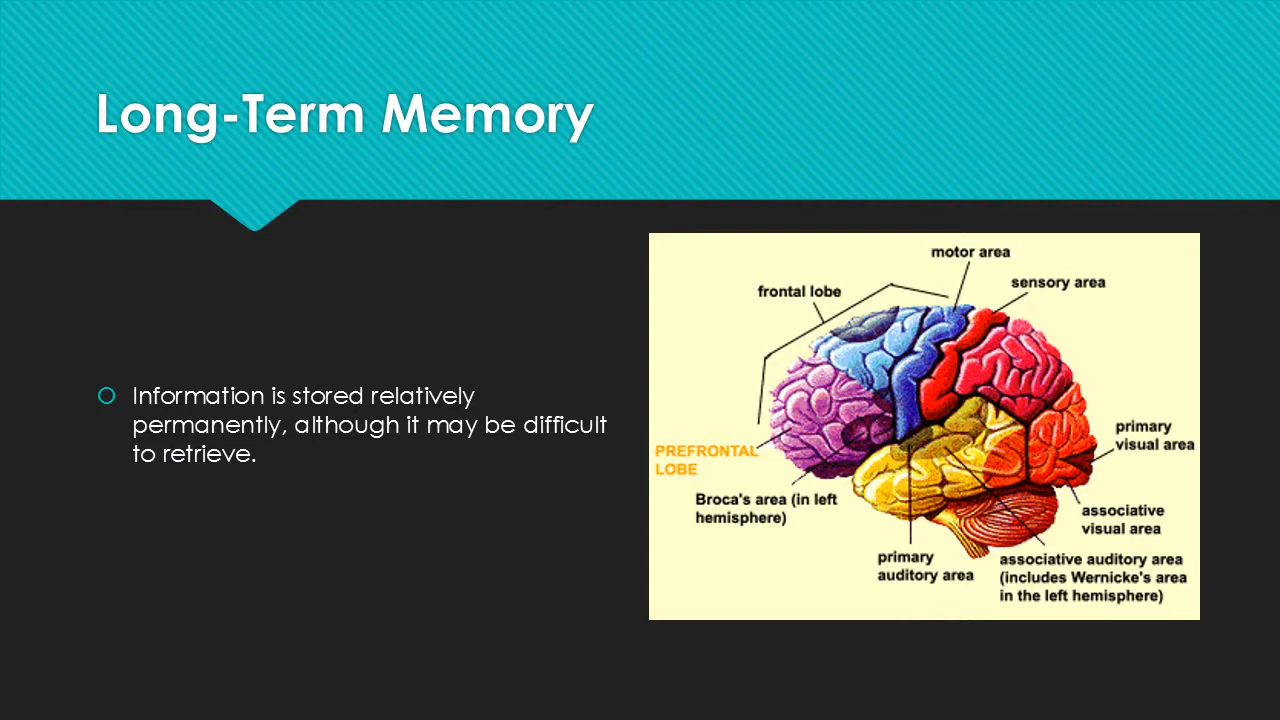 Long-Term Memory
Information is stored relatively
permanently, although it may be difficult
to retrieve.
motor area
sensory area
frontal lobe
primary
visual area
PREFRONTAL
LOBE
Broca's area (in left
hemisphere)
associative
visual area
primary
auditory area
associative auditory area
(includes Wernicke's area
in the left hemisphere)